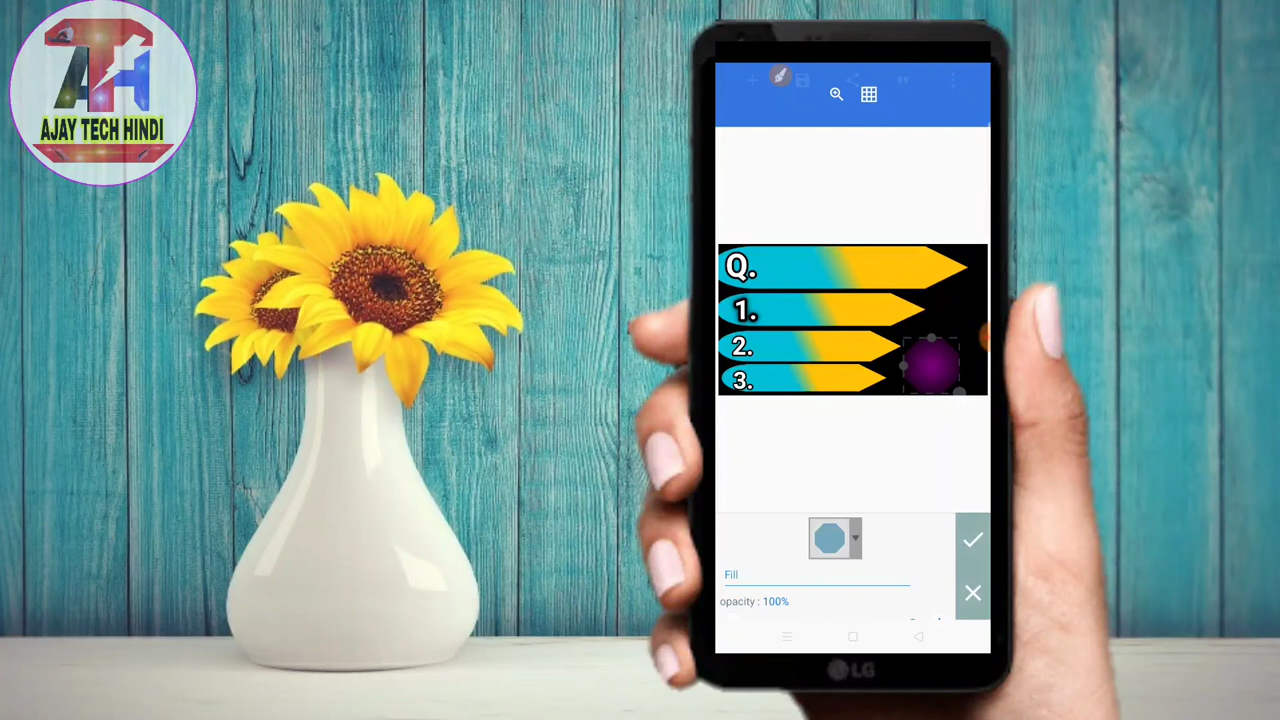 AJAY TECH HINDI
Q.
1.
2.
3.
Fill
opacity : 100%
LG